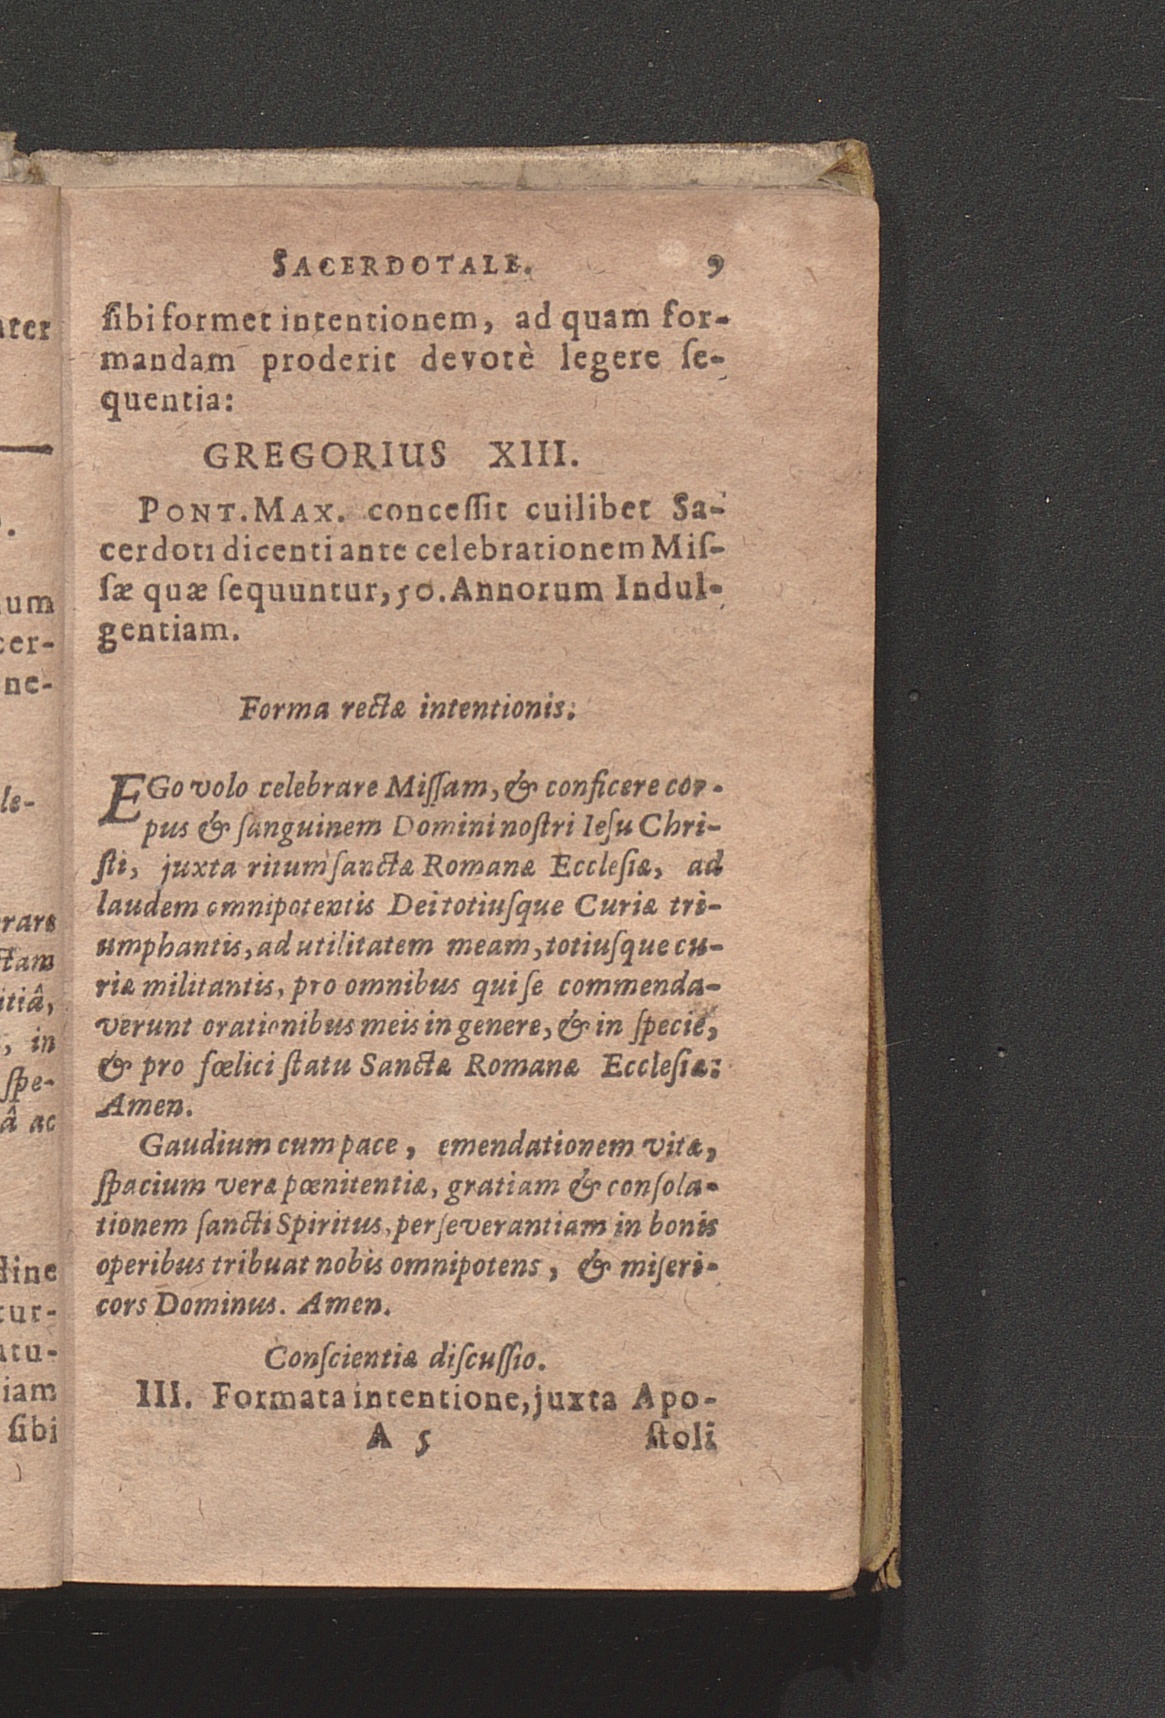 SACERDOTALE. 9
ſibi formet intentionem, ad quam for-
mandam proderit devotè legere ſe-
quentia:
GREGORIUS XIII.
PONT. MAX. conceſſit cuilibet Sa-
cerdoti dicenti ante celebrationem Miſ-
ſæ quæ ſequuntur, 50. Annorum Indul-
gentiam.
Forma rectæ intentionis:
EGo volo celebrare Miſſam, & conficere cor-
pus & ſanguinem Domini noſtri Ieſu Chri-
ſti, juxta ritum ſanctæ Romanæ Eccleſiæ, ad
laudem omnipotentis Dei totiuſque Curiæ tri-
umphantis, ad utilitatem meam, totiuſque cu-
riæ militantis, pro omnibus qui ſe commenda-
verunt orationibus meis in genere, & in ſpecie,
& pro fœlici ſtatu Sanctæ Romanæ Eccleſiæ:
Amen.
Gaudium cum pace, emendationem vitæ,
ſpacium veræ pœnitentiæ, gratiam & conſola-
tionem ſancti Spiritus, perſeverantiam in bonis
operibus tribuat nobis omnipotens, & miſeri-
cors Dominus. Amen.
Conſcientiæ diſcuſſio.
III. Formata intentione, juxta Apo-
A 5 ſtoli